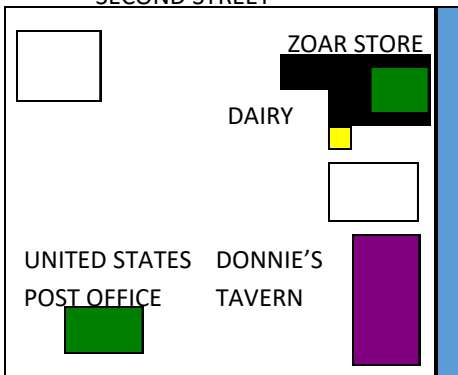 SECOND STREET
ZOAR STORE
DAIRY
UNITED STATES
POST OFFICE
DONNIE'S
TAVERN